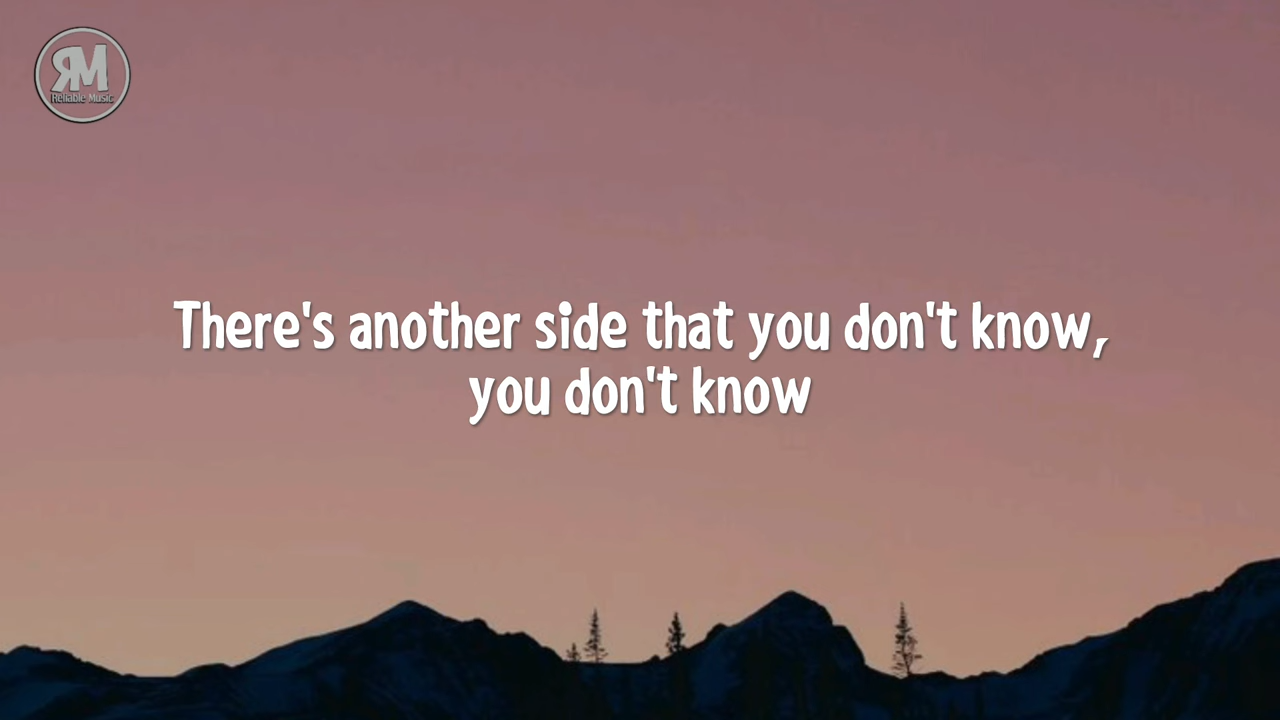 RM
Reliable Music
There's another side that you don't know,
you don't know